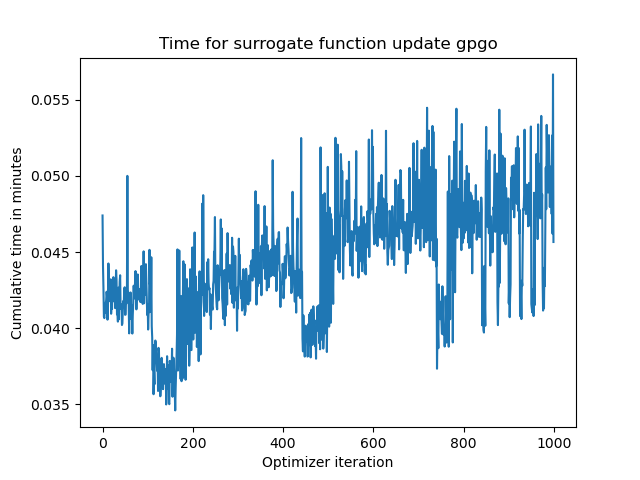 Time for surrogate function update gpgo
Cumulative time in minutes
0.055
0.050
0.045
0.040
0.035
0 200 400 600 800 1000
Optimizer iteration